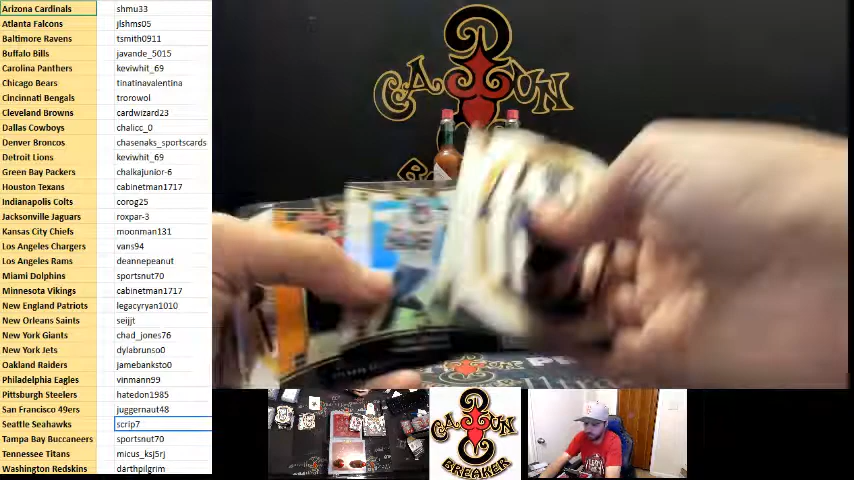 Arizona Cardinals shmu33
Atlanta Falcons jlshms05
Baltimore Ravens tsmith0911
Buffalo Bills javande_5015
Carolina Panthers keviwhit_69
Chicago Bears tinatinavalentina
Cincinnati Bengals trorowol
Cleveland Browns cardwizard23
Dallas Cowboys chalicc_0
Denver Broncos chasenaks_sportscards
Detroit Lions keviwhit_69
Green Bay Packers chalkajunior-6
Houston Texans cabinetman1717
Indianapolis Colts corog25
Jacksonville Jaguars roxpar-3
Kansas City Chiefs moonman131
Los Angeles Chargers vans94
Los Angeles Rams deannepeanut
Miami Dolphins sportsnut70
Minnesota Vikings cabinetman1717
New England Patriots legacyryan1010
New Orleans Saints seijjt
New York Giants chad_jones76
New York Jets dylabruns0
Oakland Raiders jamebanksto0
Philadelphia Eagles vinmann99
Pittsburgh Steelers hatedon1985
San Francisco 49ers juggernaut48
Seattle Seahawks scrip7
Tampa Bay Buccaneers sportsnut70
Tennessee Titans micus_ksj5rj
Washington Redskins darthpilgrim
CAJUN
CAJUN
BREAKER